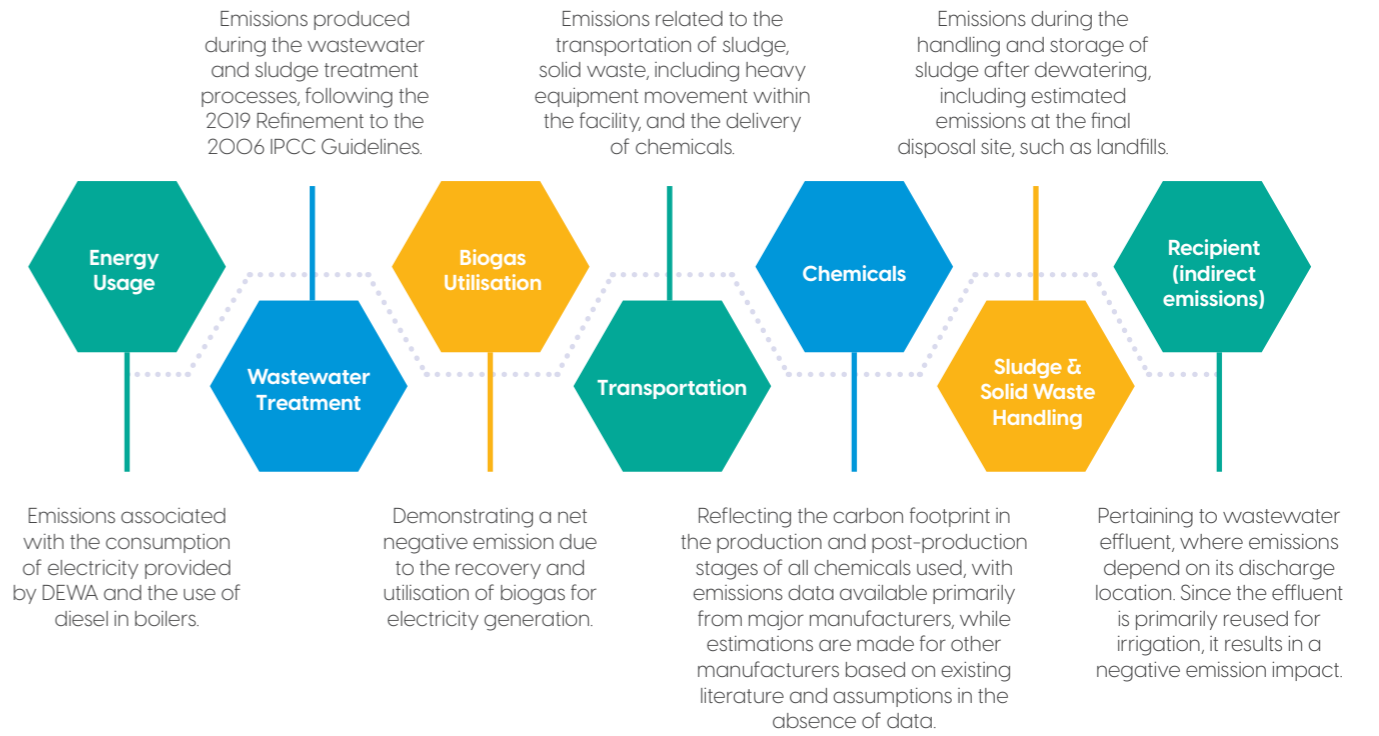 Emissions produced
during the wastewater
and sludge treatment
processes, following the
2019 Refinement to the
2006 IPCC Guidelines.
Emissions related to the
transportation of sludge,
solid waste, including heavy
equipment movement within
the facility, and the delivery
of chemicals.
Emissions during the
handling and storage of
sludge after dewatering,
including estimated
emissions at the final
disposal site, such as landfills.
Energy
Usage
Wastewater
Treatment
Biogas
Utilisation
Transportation
Chemicals
Sludge &
Solid Waste
Handling
Recipient
(indirect
emissions)
Emissions associated
with the consumption
of electricity provided
by DEWA and the use of
diesel in boilers.
Demonstrating a net
negative emission due
to the recovery and
utilisation of biogas for
electricity generation.
Reflecting the carbon footprint in
the production and post-production
stages of all chemicals used, with
emissions data available primarily
from major manufacturers, while
estimations are made for other
manufacturers based on existing
literature and assumptions in the
absence of data.
Pertaining to wastewater
effluent, where emissions
depend on its discharge
location. Since the effluent
is primarily reused for
irrigation, it results in a
negative emission impact.